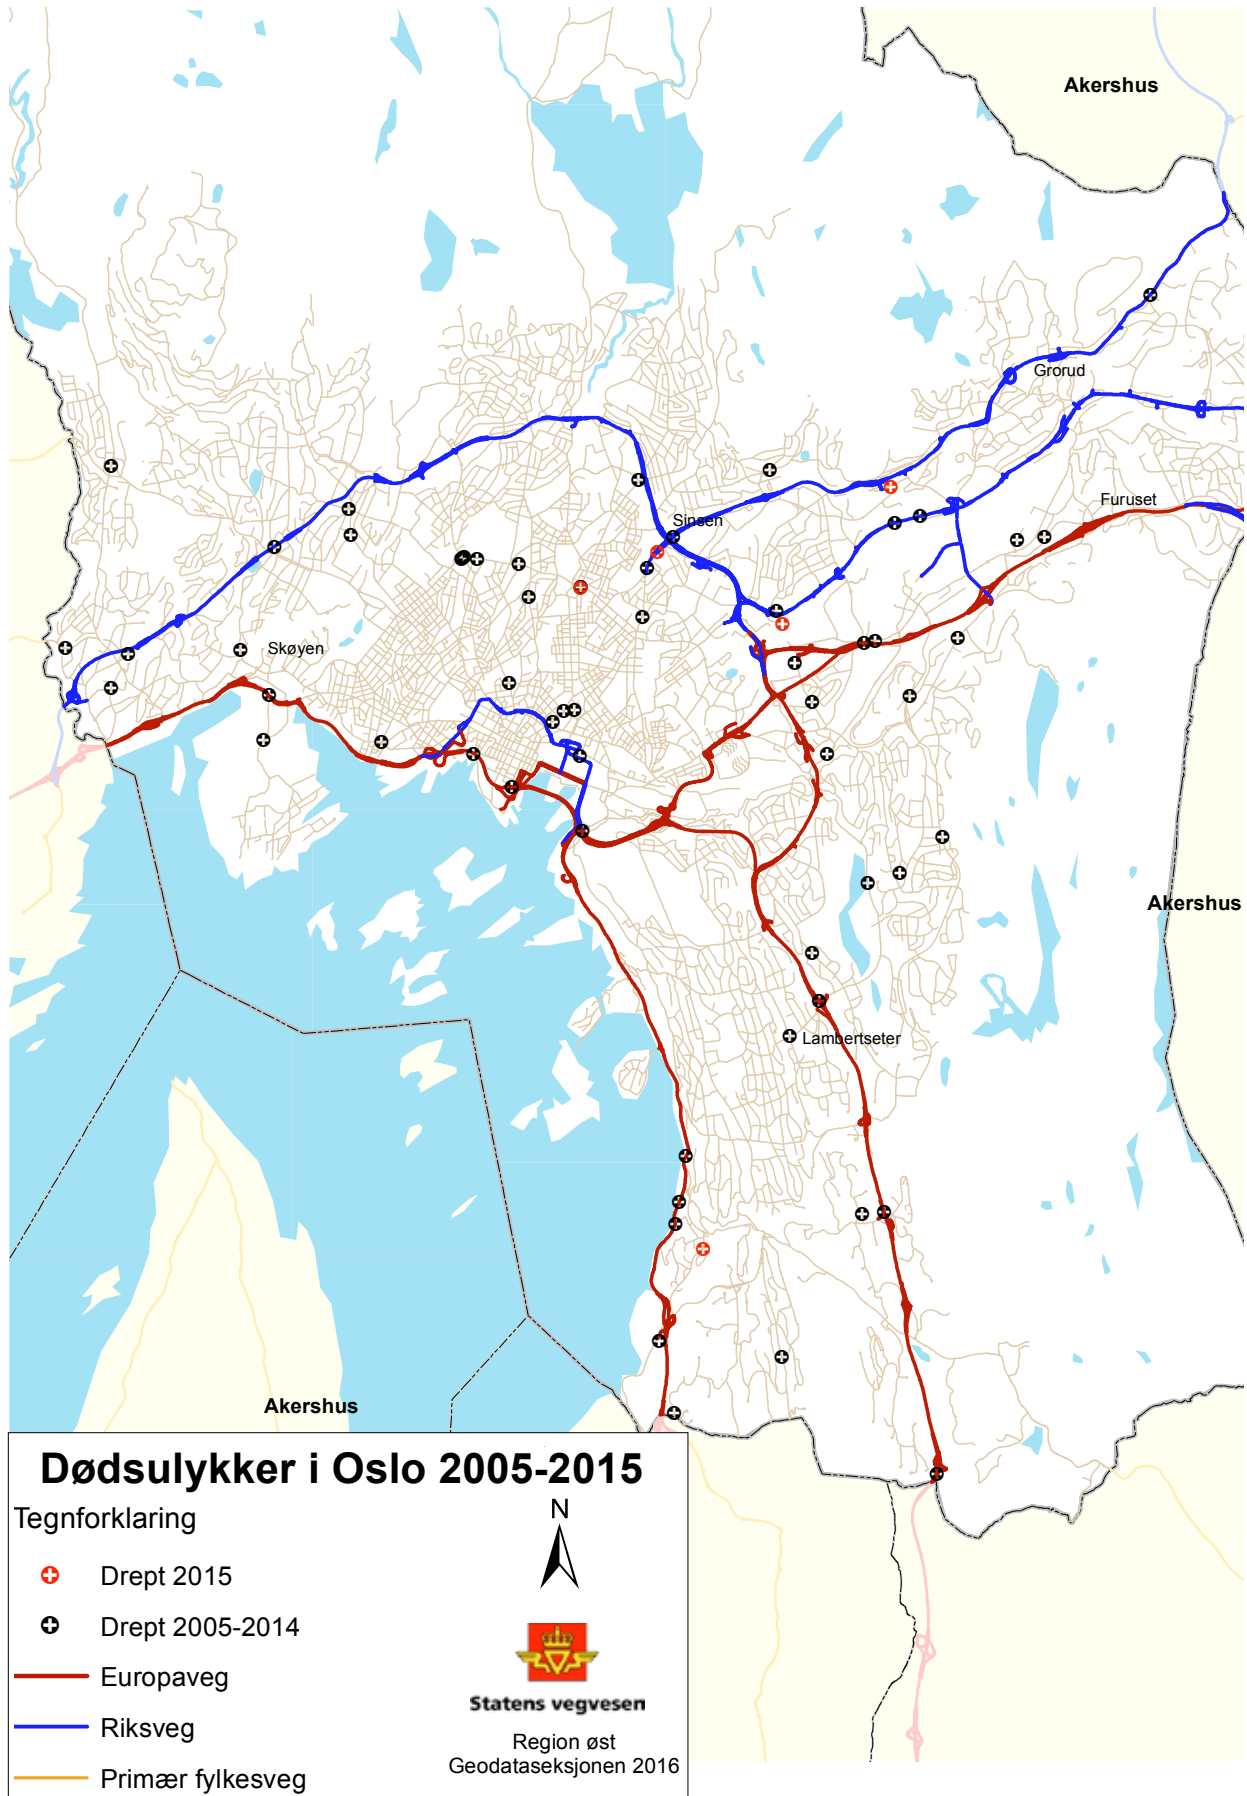 Akershus
Grorud
Furuset
Sinsen
Skøyen
Akershus
Lambertseter
Akershus
Dødsulykker i Oslo 2005-2015
Tegnforklaring
N
Drept 2015
Drept 2005-2014
Europaveg
Riksveg
Primær fylkesveg
Statens vegvesen
Region øst
Geodataseksjonen 2016